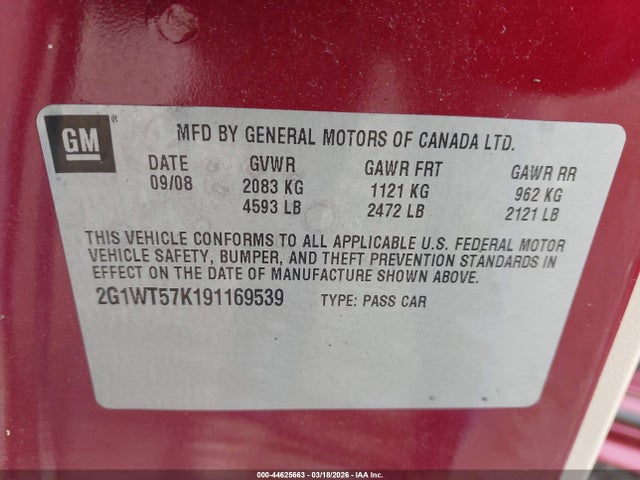 GM®
MFD BY GENERAL MOTORS OF CANADA LTD.
DATE GVWR GAWR FRT GAWR RR
09/08 2083 KG 1121 KG 962 KG
4593 LB 2472 LB 2121 LB
THIS VEHICLE CONFORMS TO ALL APPLICABLE U.S. FEDERAL MOTOR
VEHICLE SAFETY, BUMPER, AND THEFT PREVENTION STANDARDS IN
EFFECT ON THE DATE OF MANUFACTURE SHOWN ABOVE.
2G1WT57K191169539 TYPE: PASS CAR
000-44625663 | 03/18/2026 | IAA Inc.